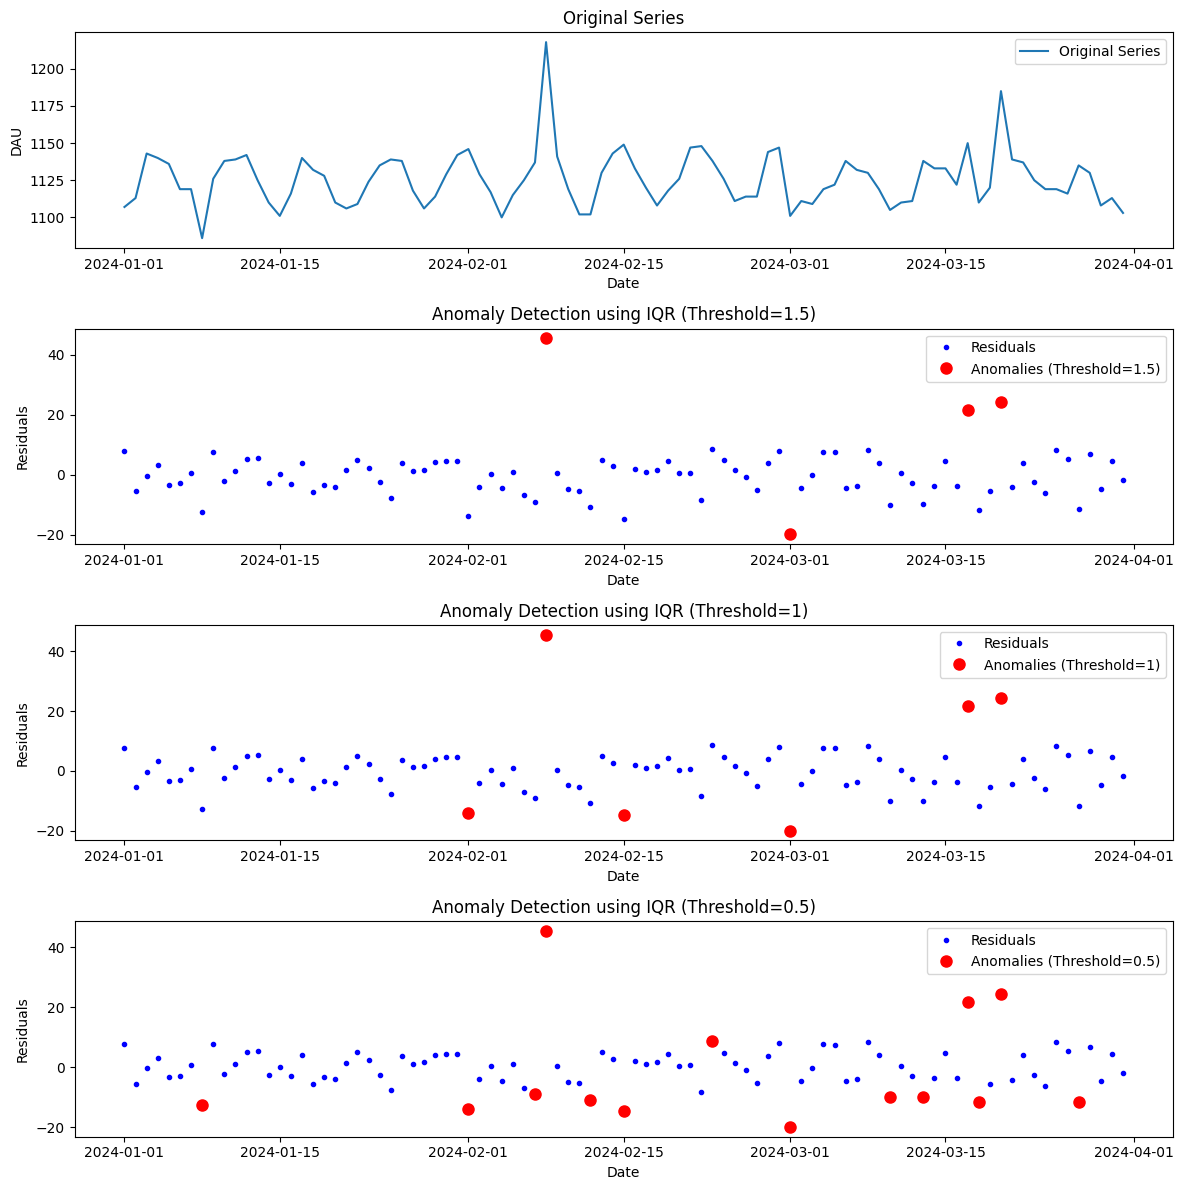 Original Series
Original Series
DAU
1200
1175
1150
1125
1100
2024-01-01 2024-01-15 2024-02-01 2024-02-15 2024-03-01 2024-03-15 2024-04-01
Date
Anomaly Detection using IQR (Threshold=1.5)
Residuals
Anomalies (Threshold=1.5)
Residuals
40
20
0
−20
2024-01-01 2024-01-15 2024-02-01 2024-02-15 2024-03-01 2024-03-15 2024-04-01
Date
Anomaly Detection using IQR (Threshold=1)
Residuals
Anomalies (Threshold=1)
Residuals
40
20
0
−20
2024-01-01 2024-01-15 2024-02-01 2024-02-15 2024-03-01 2024-03-15 2024-04-01
Date
Anomaly Detection using IQR (Threshold=0.5)
Residuals
Anomalies (Threshold=0.5)
Residuals
40
20
0
−20
2024-01-01 2024-01-15 2024-02-01 2024-02-15 2024-03-01 2024-03-15 2024-04-01
Date